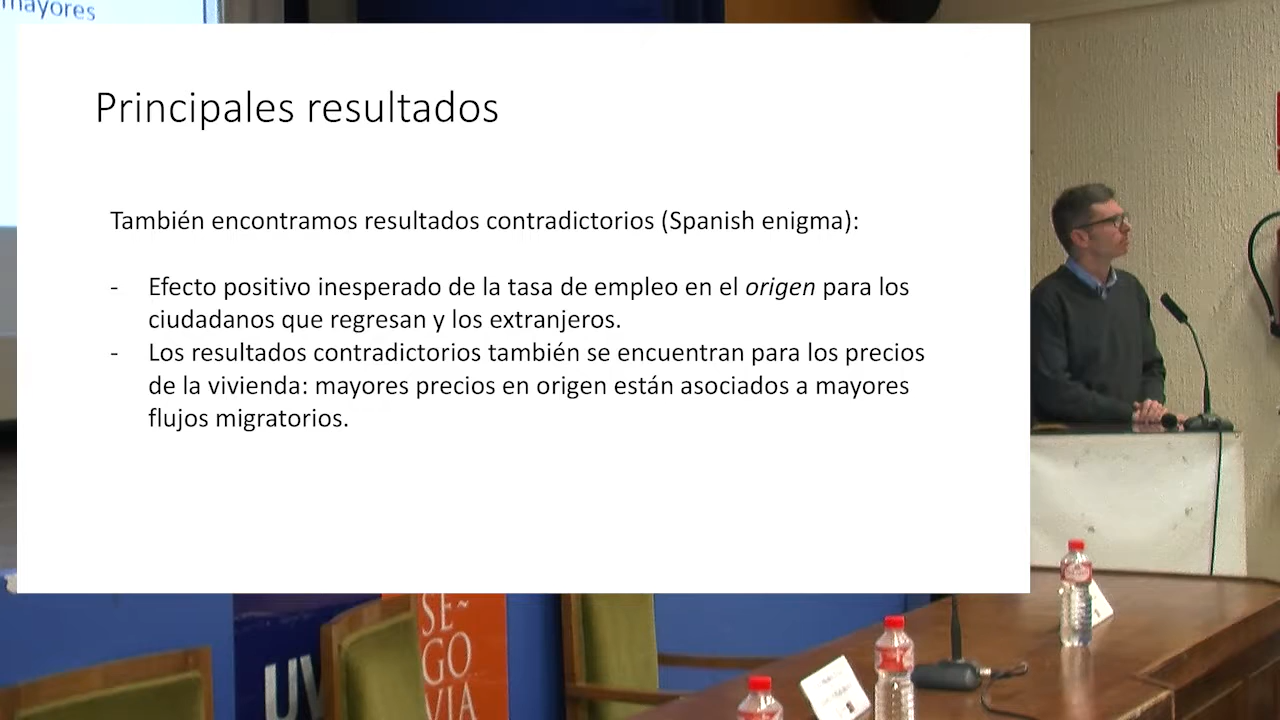 mayores
Principales resultados
También encontramos resultados contradictorios (Spanish enigma):
- Efecto positivo inesperado de la tasa de empleo en el origen para los
ciudadanos que regresan y los extranjeros.
- Los resultados contradictorios también se encuentran para los precios
de la vivienda: mayores precios en origen están asociados a mayores
flujos migratorios.
SE~
GO
VIA